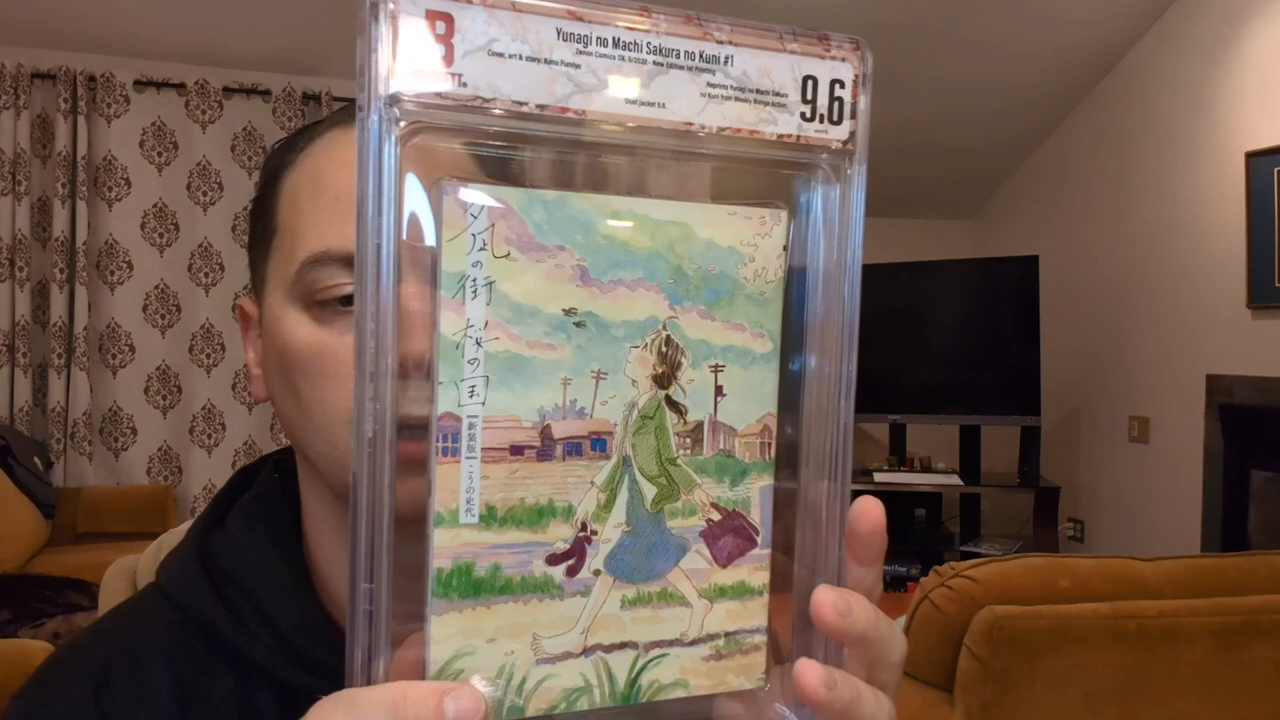 B
Yunagi no Machi Sakura no Kuni #1
Zenon Comics DX, 5/2022 - New Edition 1st Printing
Cover, art & story: Kono Fumiyo
Reprints Yunagi no Machi Sakura
no Kuni from Weekly Manga Action.
Dust jacket 9.6.
9.6
WHITE
夕凪の街
桜の国
新装版
こうの史代